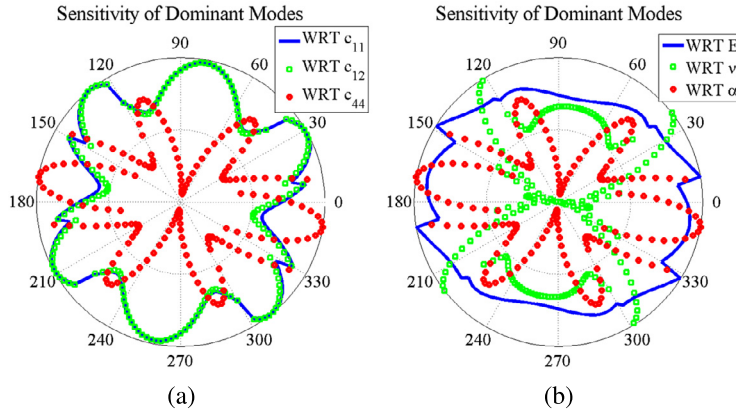 Sensitivity of Dominant Modes
WRT c11
WRT c12
WRT c44
90
120
60
150
30
180
0
210
330
240
300
270
(a)
Sensitivity of Dominant Modes
WRT E
WRT ν
WRT α
90
120
60
150
30
180
0
210
330
240
300
270
(b)